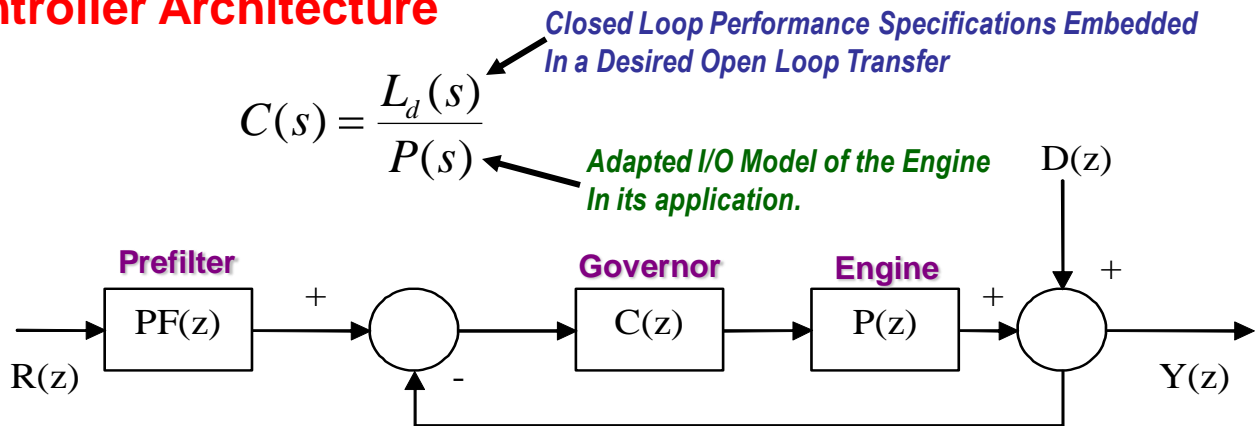 ntroller Architecture
Closed Loop Performance Specifications Embedded
In a Desired Open Loop Transfer
C(s) = L_d(s) / P(s)
Adapted I/O Model of the Engine
In its application.
D(z)
Prefilter
Governor
Engine
+
PF(z)
+
C(z)
P(z)
+
R(z)
-
Y(z)